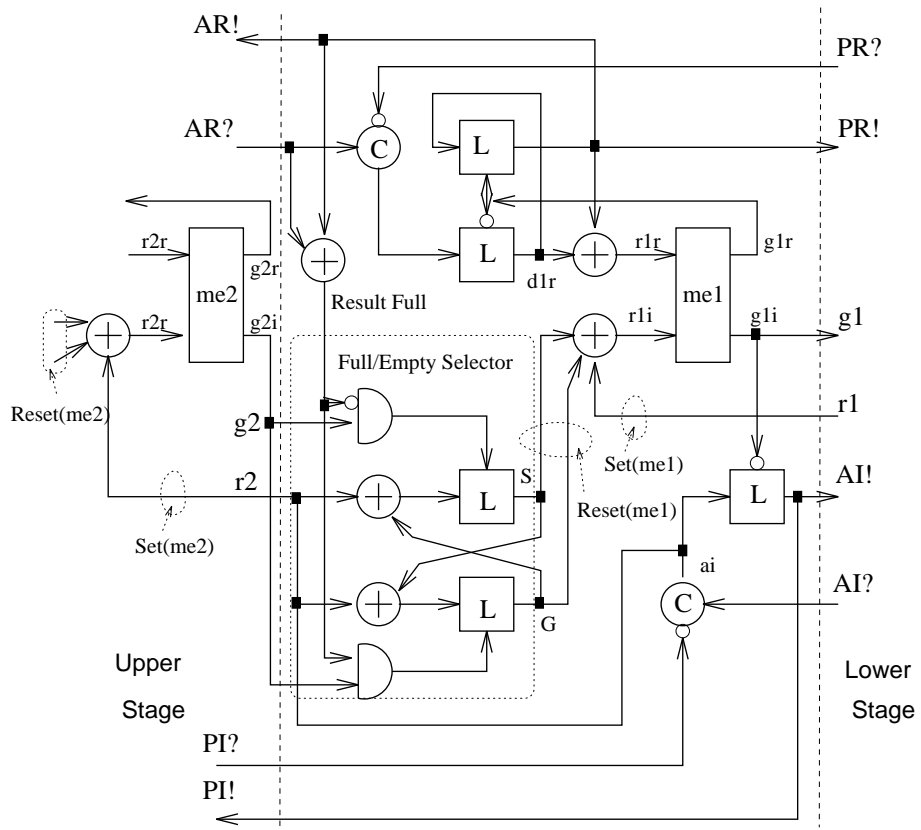 AR!
PR?
AR?
C
L
PR!
r2r
g2r
me2
L
d1r
r1r
g1r
me1
Result Full
r2r
g2i
r1i
g1i
g1
Full/Empty Selector
Reset(me2)
g2
r1
Set(me1)
r2
S
L
L
AI!
Reset(me1)
Set(me2)
ai
AI?
L
G
C
Upper
Stage
Lower
Stage
PI?
PI!